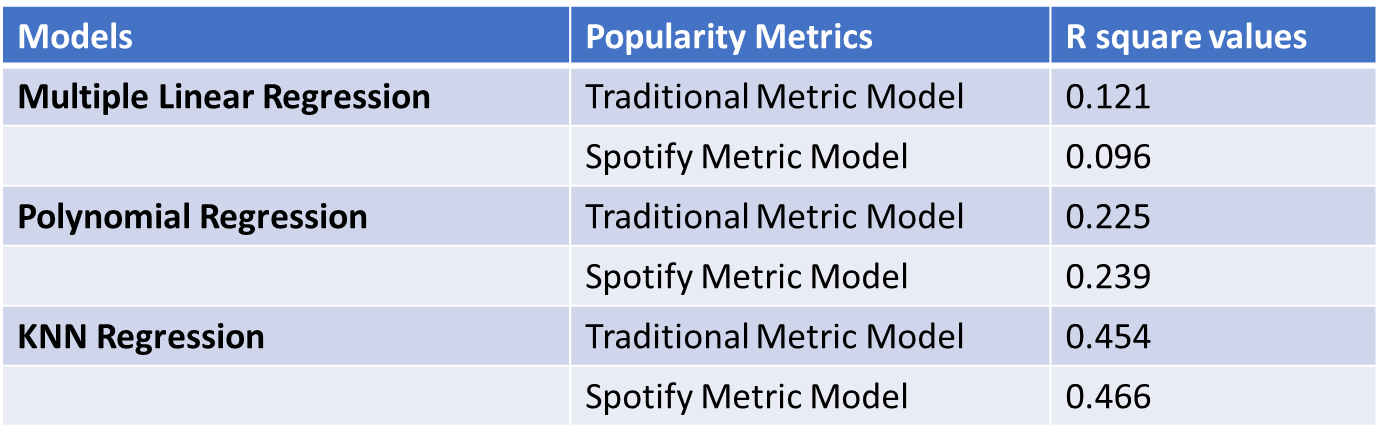 Models Popularity Metrics R square values
Multiple Linear Regression Traditional Metric Model 0.121
Spotify Metric Model 0.096
Polynomial Regression Traditional Metric Model 0.225
Spotify Metric Model 0.239
KNN Regression Traditional Metric Model 0.454
Spotify Metric Model 0.466